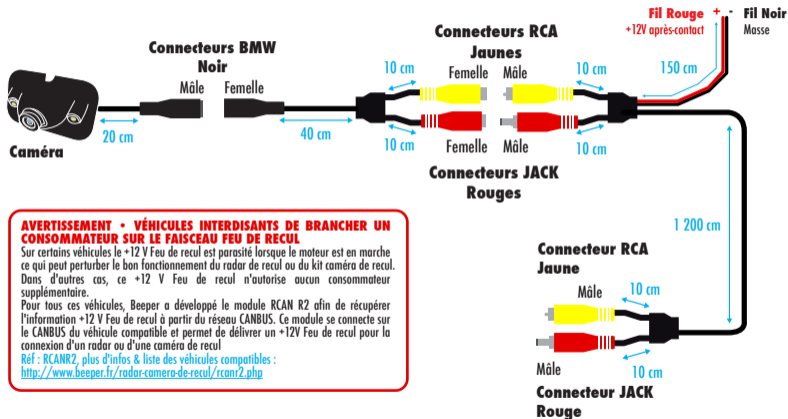 Fil Rouge + - Fil Noir
+12V après-contact Masse
Connecteurs RCA
Jaunes
Connecteurs BMW
Noir
Mâle Femelle
10 cm
Femelle Mâle
10 cm
150 cm
20 cm
40 cm
10 cm
Femelle Mâle
10 cm
Caméra
Connecteurs JACK
Rouges
1 200 cm
AVERTISSEMENT • VÉHICULES INTERDISANTS DE BRANCHER UN
CONSOMMATEUR SUR LE FAISCEAU FEU DE RECUL
Sur certains véhicules le +12 V Feu de recul est parasité lorsque le moteur est en marche
ce qui peut perturber le bon fonctionnement du radar de recul ou du kit caméra de recul.
Dans d'autres cas, ce +12 V Feu de recul n'autorise aucun consommateur
supplémentaire.
Pour tous ces véhicules, Beeper a développé le module RCAN R2 afin de récupérer
l'information +12 V Feu de recul à partir du réseau CANBUS. Ce module se connecte sur
le CANBUS du véhicule compatible et permet de délivrer un +12V Feu de recul pour la
connexion d'un radar ou d'une caméra de recul
Réf : RCANR2, plus d'infos & liste des véhicules compatibles :
http://www.beeper.fr/radar-camera-de-recul/rcanr2.php
Connecteur RCA
Jaune
Mâle
10 cm
Mâle
10 cm
Connecteur JACK
Rouge